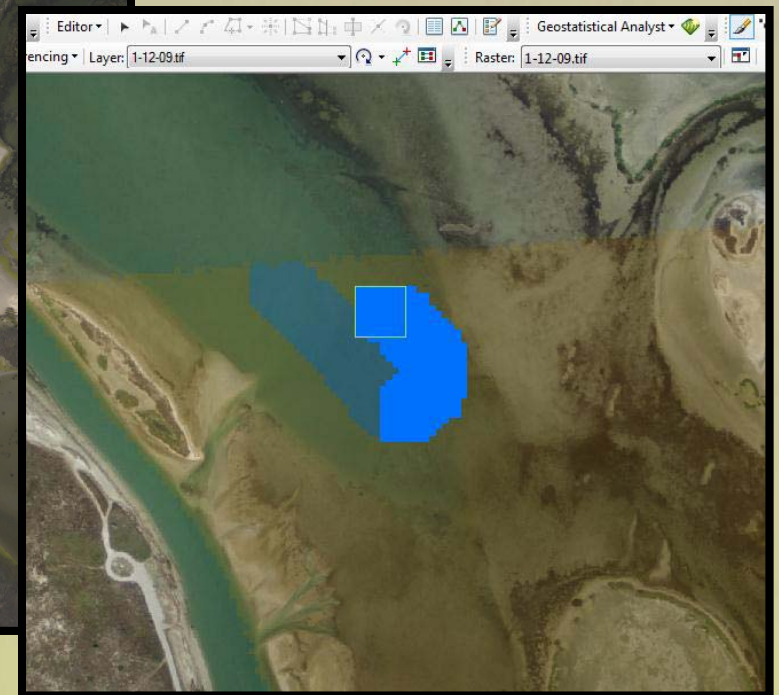 Editor Geostatistical Analyst
encing Layer: 1-12-09.tif Raster: 1-12-09.tif